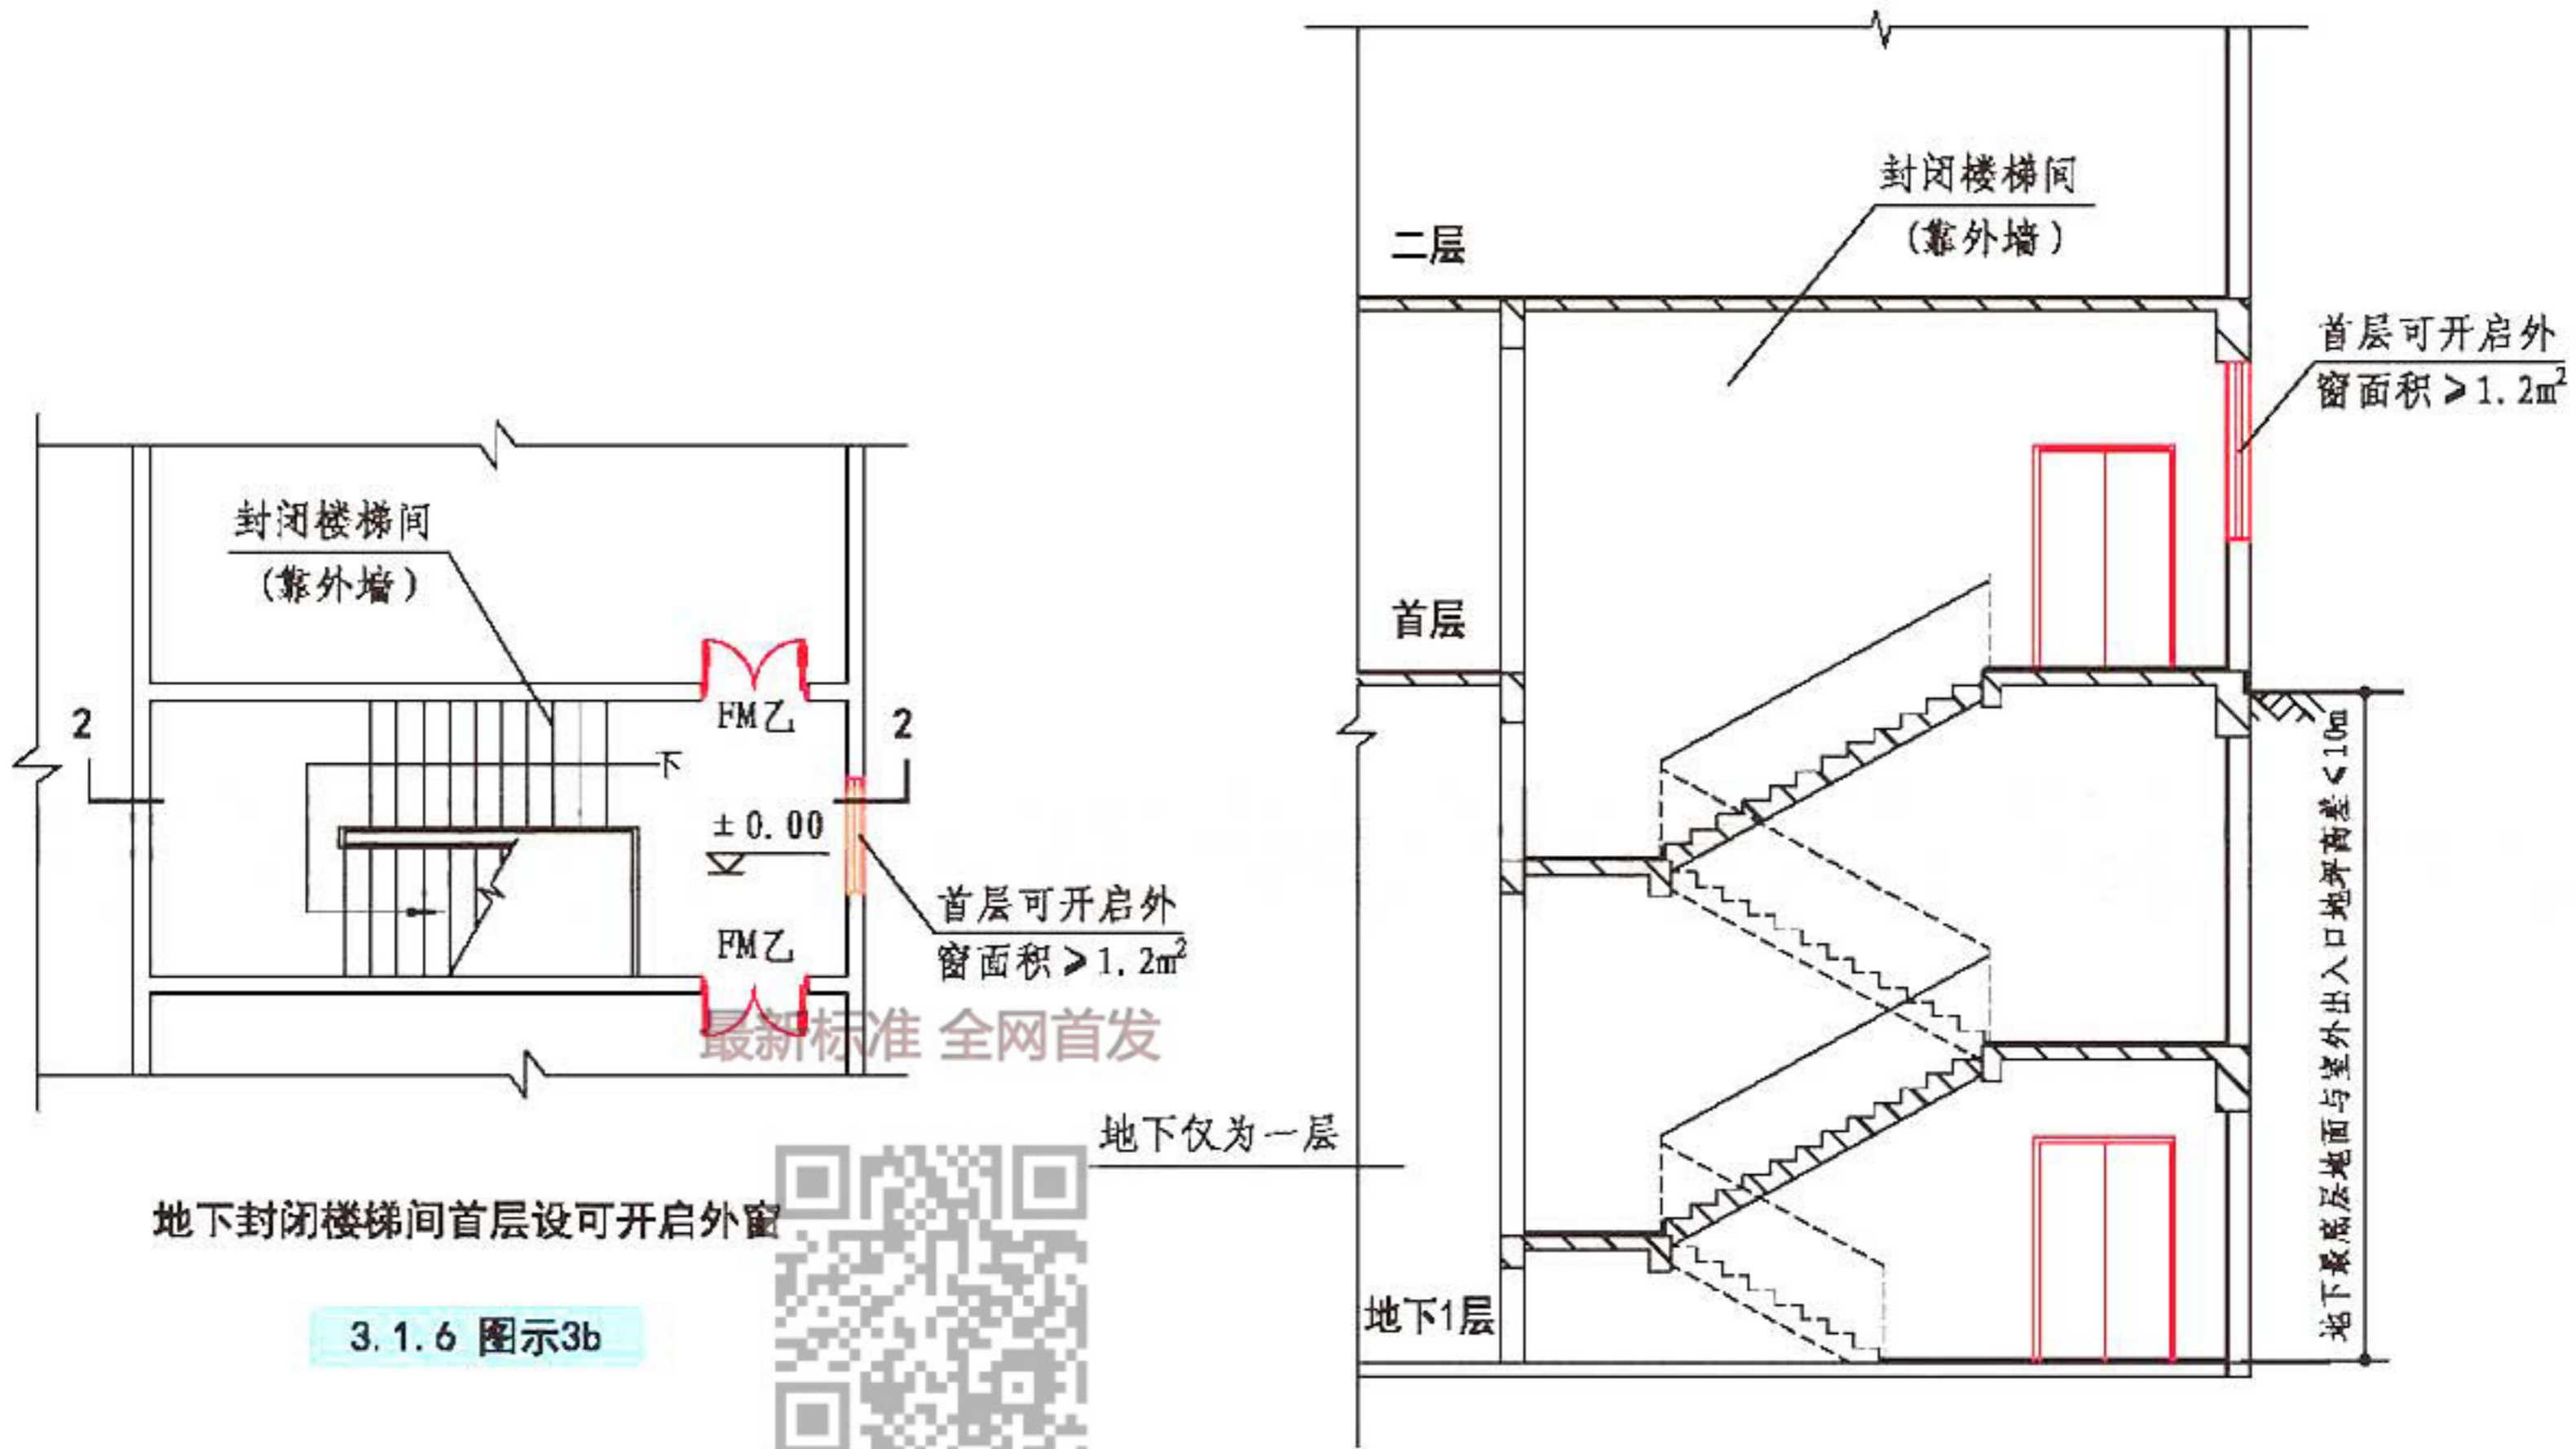 封闭楼梯间
(靠外墙)
2
2
FM乙
下
±0.00
FM乙
首层可开启外
窗面积≥1.2m²
最新标准 全网首发
地下封闭楼梯间首层设可开启外窗
3.1.6 图示3b
封闭楼梯间
(靠外墙)
二层
首层可开启外
窗面积≥1.2m²
首层
地下仅为一层
地下1层
地下最底层地面与室外出入口地坪高差<10m